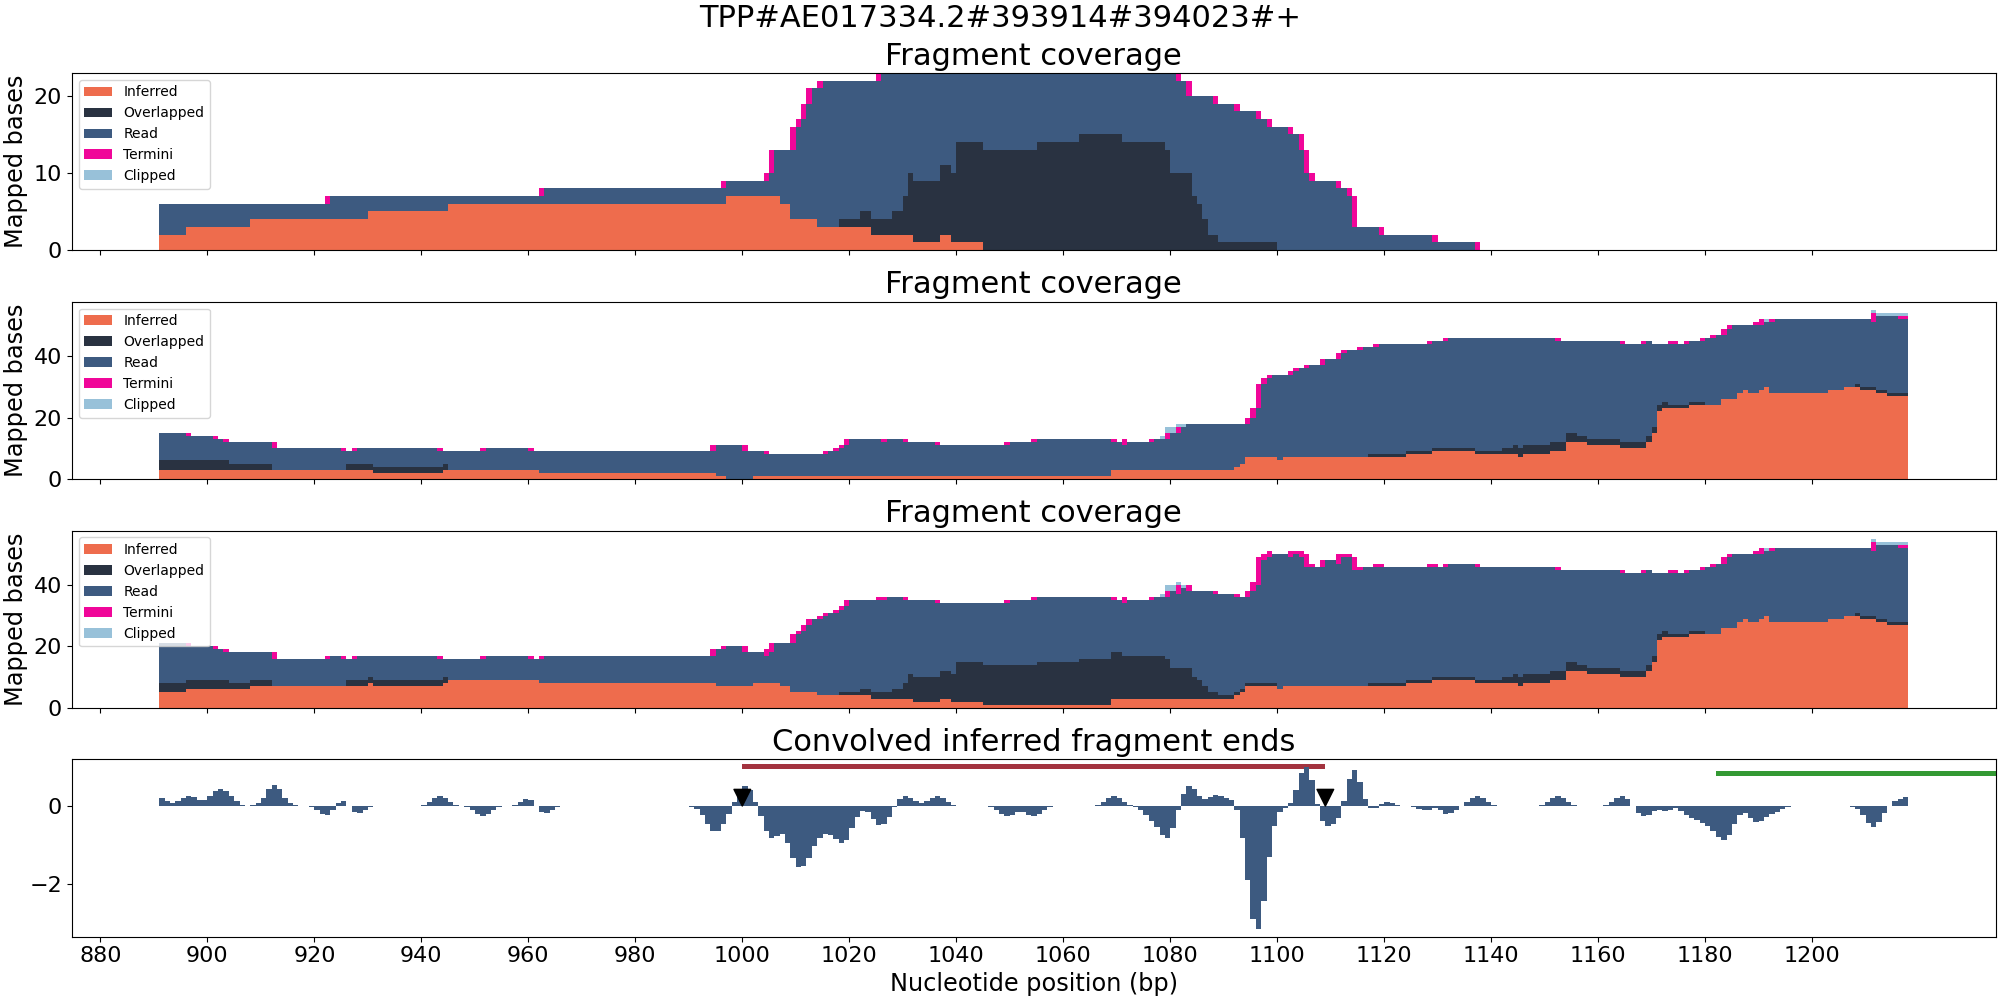 TPP#AE017334.2#393914#394023#+
Fragment coverage
Mapped bases
20
10
0
Inferred
Overlapped
Read
Termini
Clipped
Fragment coverage
Mapped bases
40
20
0
Inferred
Overlapped
Read
Termini
Clipped
Fragment coverage
Mapped bases
40
20
0
Inferred
Overlapped
Read
Termini
Clipped
Convolved inferred fragment ends
0
−2
880 900 920 940 960 980 1000 1020 1040 1060 1080 1100 1120 1140 1160 1180 1200
Nucleotide position (bp)